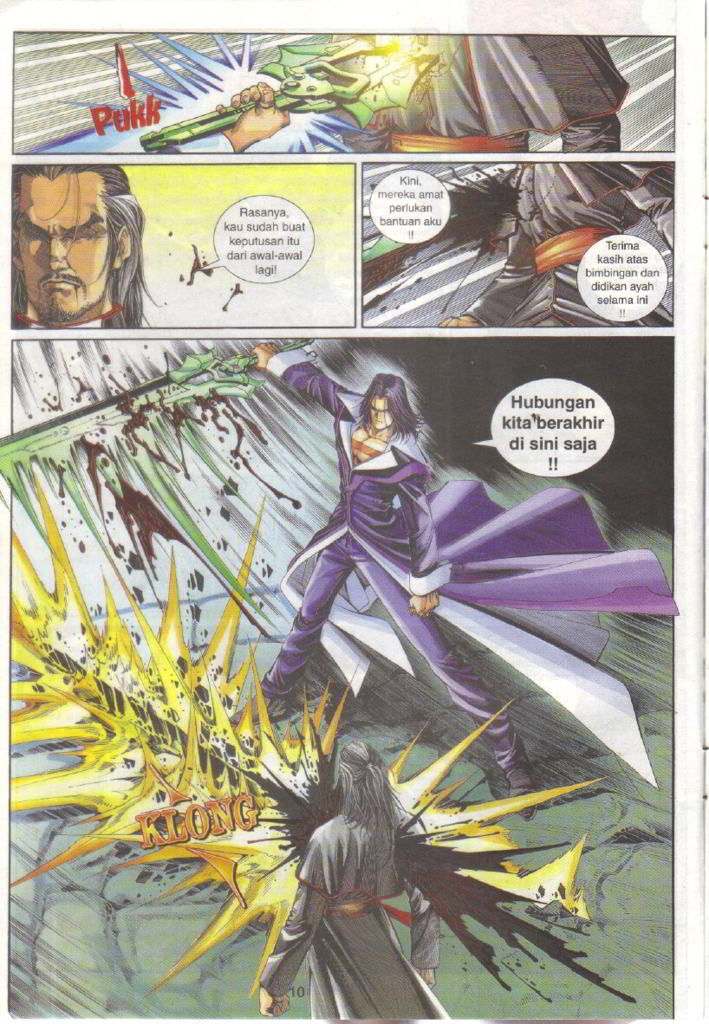 Pukk
Rasanya,
kau sudah buat
keputusan itu
dari awal-awal
lagi!
Kini,
mereka amat
perlukan
bantuan aku
!!
Terima
kasih atas
bimbingan dan
didikan ayah
selama ini
!!
Hubungan
kita berakhir
di sini saja
!!
KLONG
10